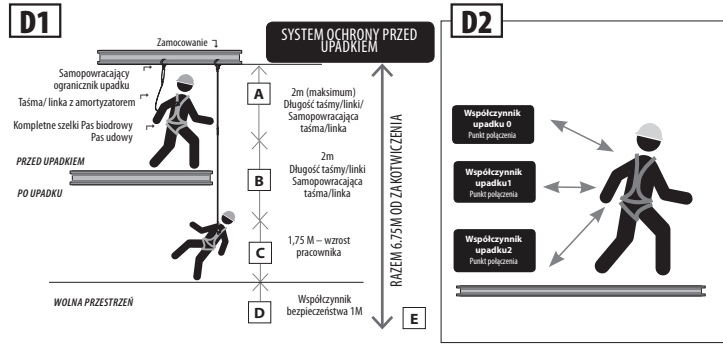 D1
SYSTEM OCHRONY PRZED
UPADKIEM
Zamocowanie
Samopowracający
ogranicznik upadku
Taśma/ linka z amortyzatorem
Kompletne szelki Pas biodrowy
Pas udowy
PRZED UPADKIEM
PO UPADKU
WOLNA PRZESTRZEŃ
A
2m (maksimum)
Długość taśmy/linki/
Samopowracająca
taśma/linka
B
2m
Długość taśmy/linki
Samopowracająca
taśma/linka
C
1,75 M – wzrost
pracownika
D
Współczynnik
bezpieczeństwa 1M
RAZEM 6.75M OD ZAKOTWICZENIA
E
D2
Współczynnik
upadku 0
Punkt połączenia
Współczynnik
upadku1
Punkt połączenia
Współczynnik
upadku2
Punkt połączenia